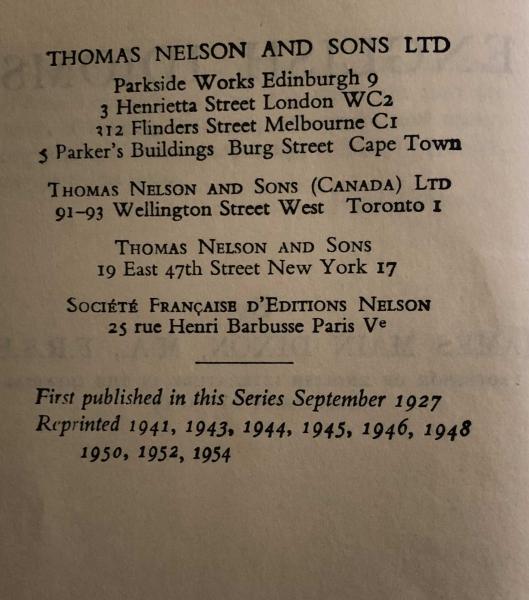 THOMAS NELSON AND SONS LTD
Parkside Works Edinburgh 9
3 Henrietta Street London WC2
312 Flinders Street Melbourne C1
5 Parker's Buildings Burg Street Cape Town
THOMAS NELSON AND SONS (CANADA) LTD
91–93 Wellington Street West Toronto 1
THOMAS NELSON AND SONS
19 East 47th Street New York 17
SOCIÉTÉ FRANÇAISE D'EDITIONS NELSON
25 rue Henri Barbusse Paris Ve
First published in this Series September 1927
Reprinted 1941, 1943, 1944, 1945, 1946, 1948
1950, 1952, 1954